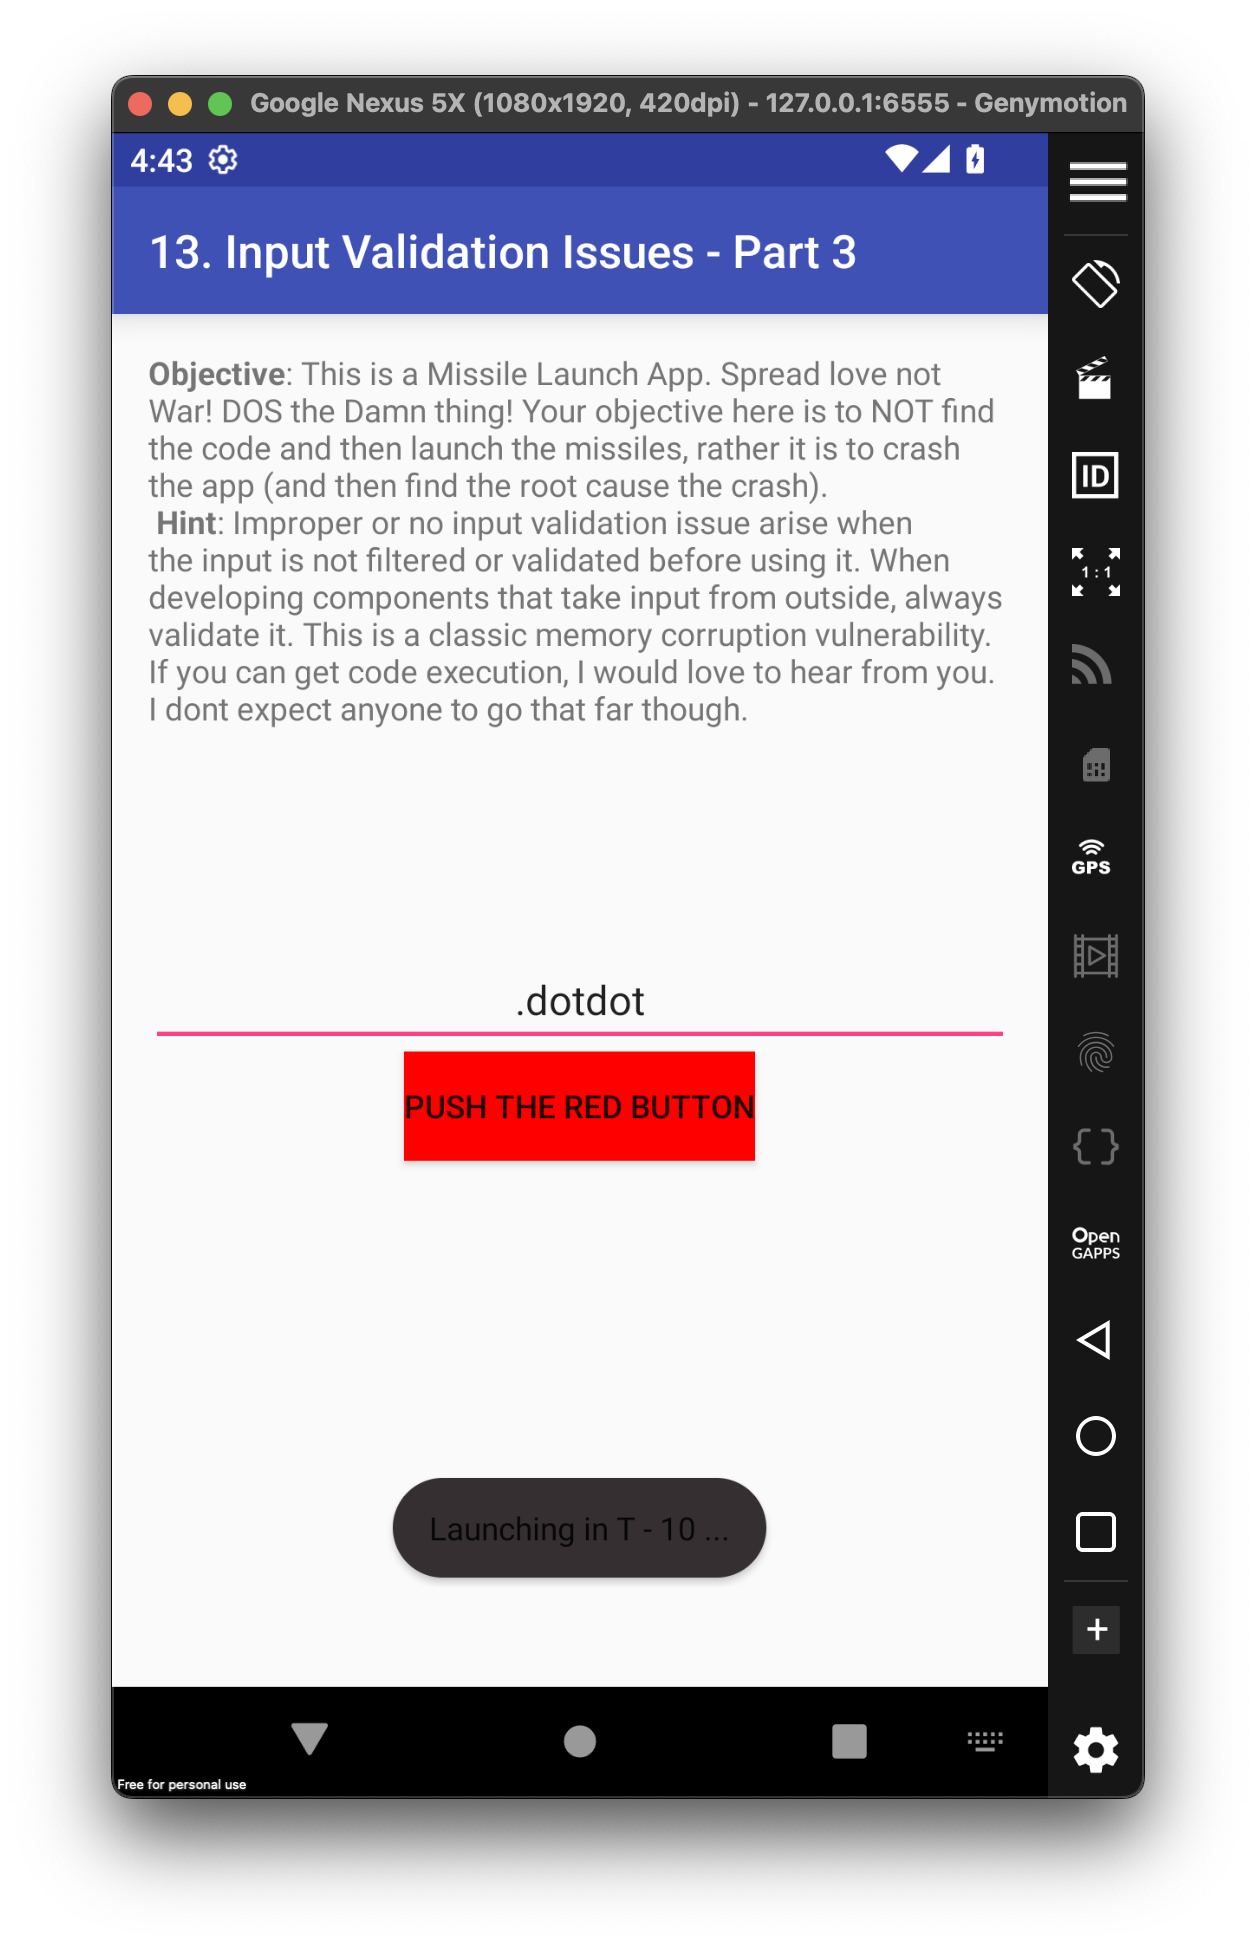 Google Nexus 5X (1080x1920, 420dpi) - 127.0.0.1:6555 - Genymotion
4:43
13. Input Validation Issues - Part 3
Objective: This is a Missile Launch App. Spread love not
War! DOS the Damn thing! Your objective here is to NOT find
the code and then launch the missiles, rather it is to crash
the app (and then find the root cause the crash).
Hint: Improper or no input validation issue arise when
the input is not filtered or validated before using it. When
developing components that take input from outside, always
validate it. This is a classic memory corruption vulnerability.
If you can get code execution, I would love to hear from you.
I dont expect anyone to go that far though.
.dotdot
PUSH THE RED BUTTON
Launching in T - 10 ...
Free for personal use
ID
1 : 1
GPS
{ }
Open
GAPPS
+